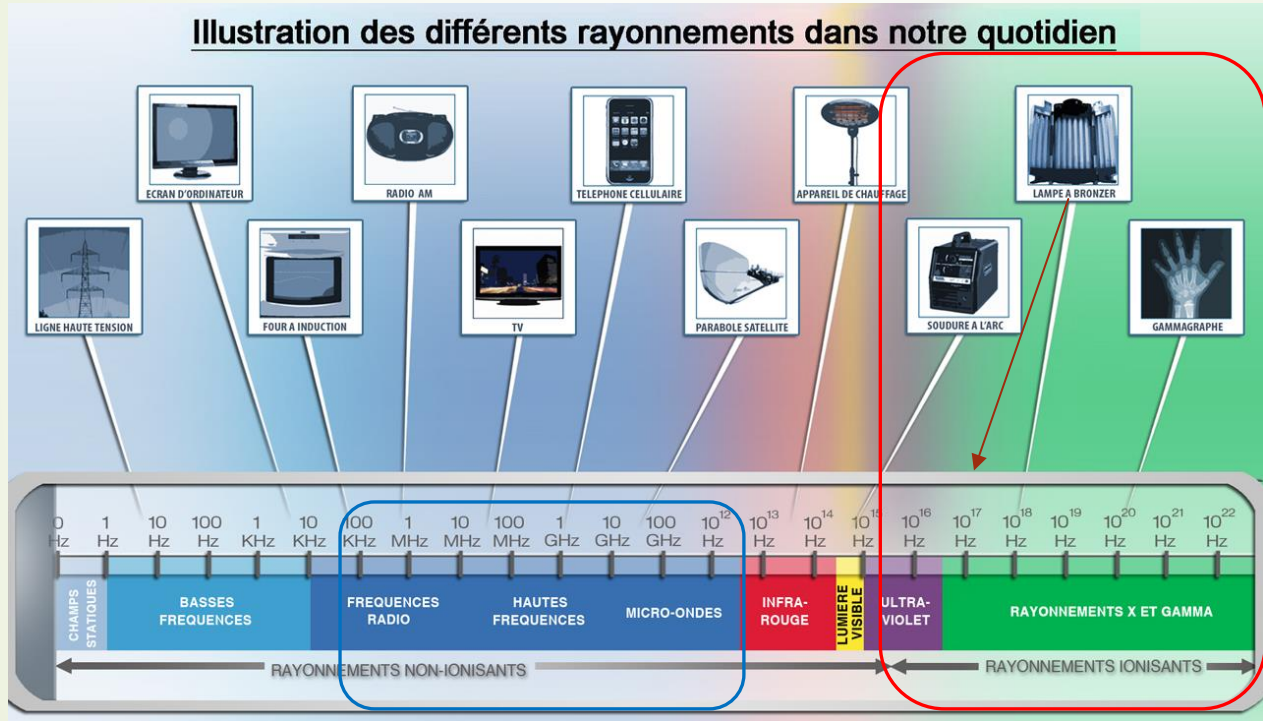 Illustration des différents rayonnements dans notre quotidien
ECRAN D'ORDINATEUR
RADIO AM
TELEPHONE CELLULAIRE
APPAREIL DE CHAUFFAGE
LAMPE A BRONZER
LIGNE HAUTE TENSION
FOUR A INDUCTION
TV
PARABOLE SATELLITE
SOUDURE A L'ARC
GAMMAGRAPHE
0 Hz
1 Hz
10 Hz
100 Hz
1 KHz
10 KHz
100 KHz
1 MHz
10 MHz
100 MHz
1 GHz
10 GHz
100 GHz
10¹² Hz
10¹³ Hz
10¹⁴ Hz
10¹⁵ Hz
10¹⁶ Hz
10¹⁷ Hz
10¹⁸ Hz
10¹⁹ Hz
10²⁰ Hz
10²¹ Hz
10²² Hz
CHAMPS
STATIQUES
BASSES
FREQUENCES
FREQUENCES
RADIO
HAUTES
FREQUENCES
MICRO-ONDES
INFRA-
ROUGE
LUMIERE
VISIBLE
ULTRA-
VIOLET
RAYONNEMENTS X ET GAMMA
RAYONNEMENTS NON-IONISANTS
RAYONNEMENTS IONISANTS